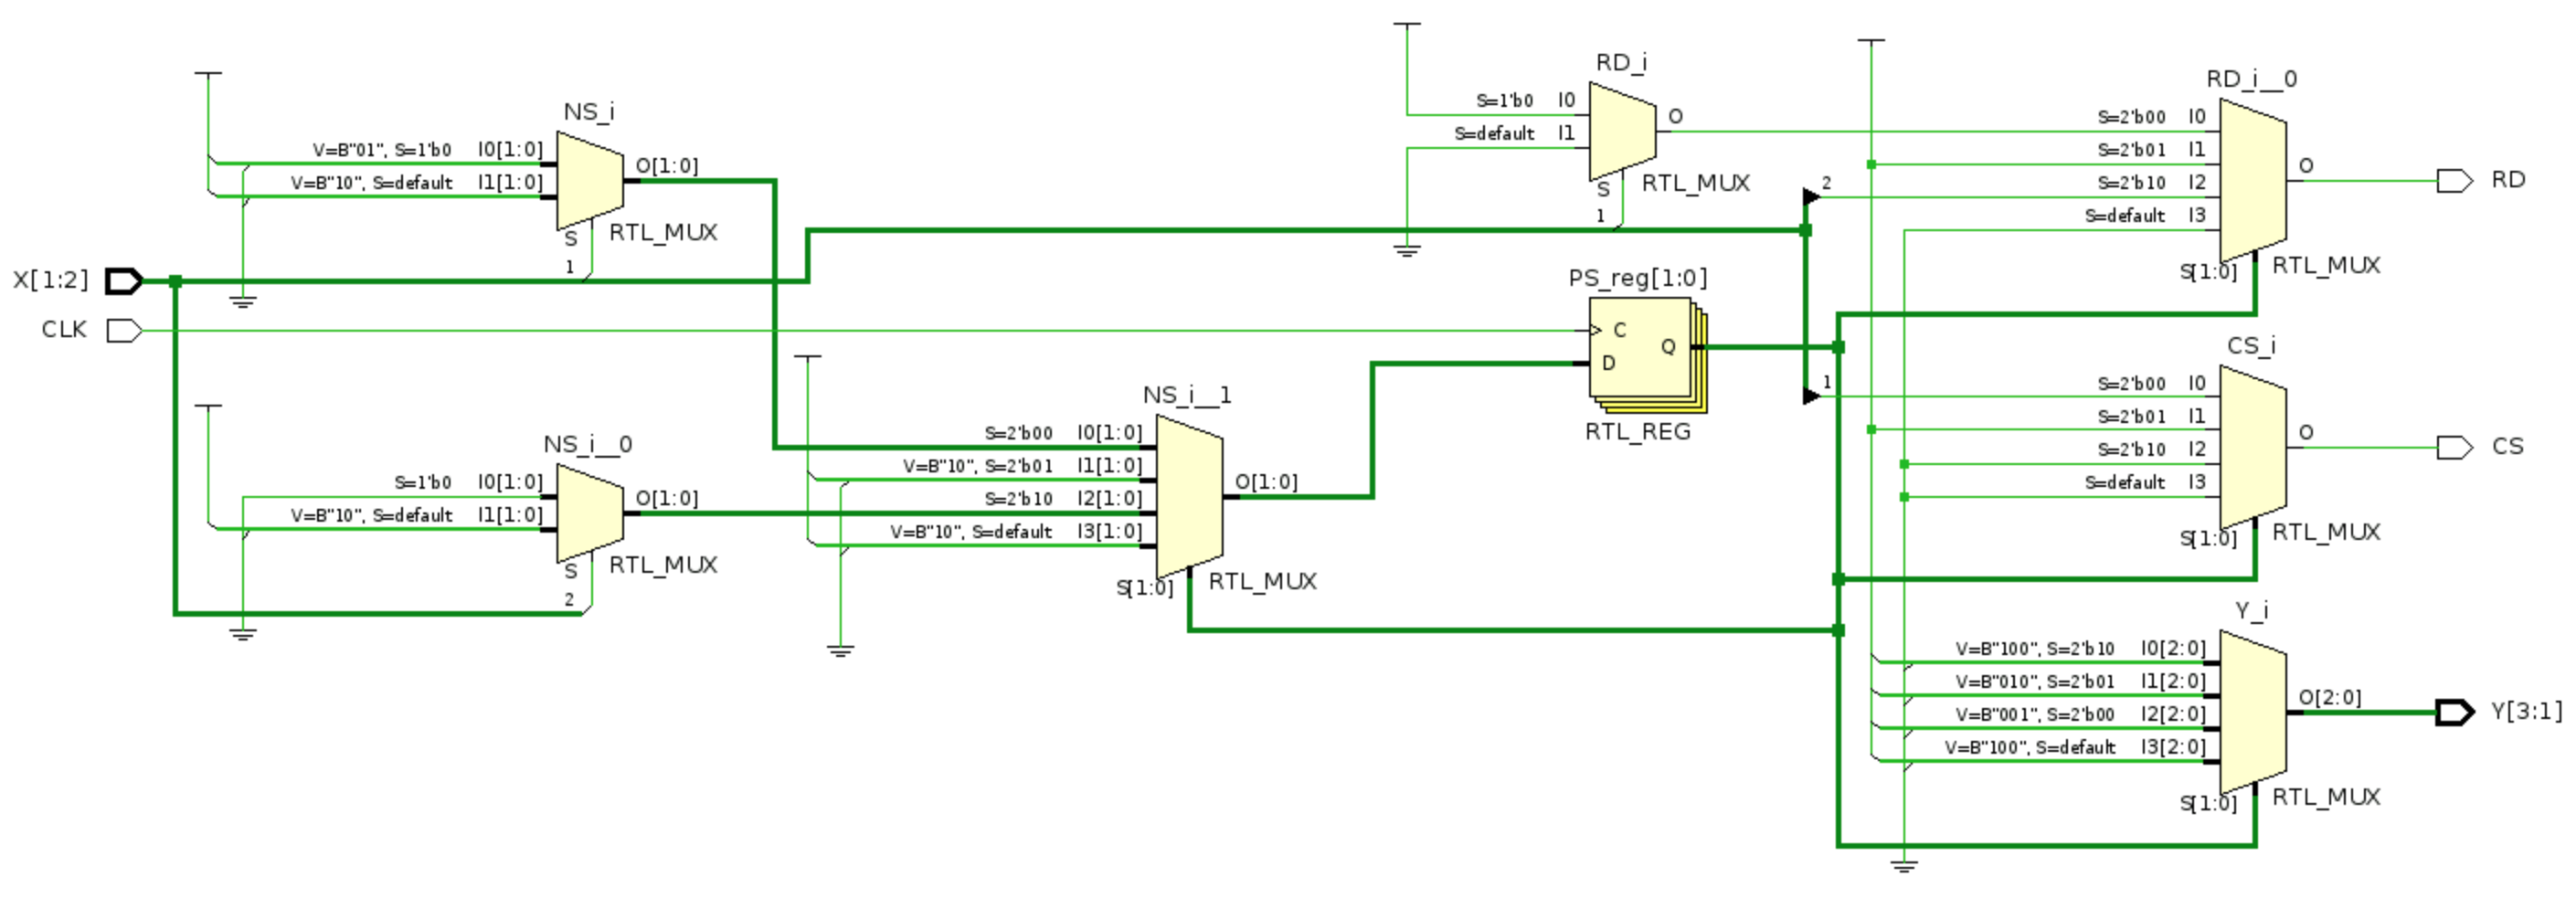 NS_i
V=B"01", S=1'b0 I0[1:0]
V=B"10", S=default I1[1:0]
O[1:0]
S
RTL_MUX
1
X[1:2]
CLK
NS_i__0
S=1'b0 I0[1:0]
V=B"10", S=default I1[1:0]
O[1:0]
S
RTL_MUX
2
NS_i__1
S=2'b00 I0[1:0]
V=B"10", S=2'b01 I1[1:0]
S=2'b10 I2[1:0]
V=B"10", S=default I3[1:0]
O[1:0]
S[1:0]
RTL_MUX
RD_i
S=1'b0 I0
S=default I1
O
S
RTL_MUX
1
PS_reg[1:0]
C
D
Q
RTL_REG
2
1
RD_i__0
S=2'b00 I0
S=2'b01 I1
S=2'b10 I2
S=default I3
O
S[1:0]
RTL_MUX
RD
CS_i
S=2'b00 I0
S=2'b01 I1
S=2'b10 I2
S=default I3
O
S[1:0]
RTL_MUX
CS
Y_i
V=B"100", S=2'b10 I0[2:0]
V=B"010", S=2'b01 I1[2:0]
V=B"001", S=2'b00 I2[2:0]
V=B"100", S=default I3[2:0]
O[2:0]
S[1:0]
RTL_MUX
Y[3:1]